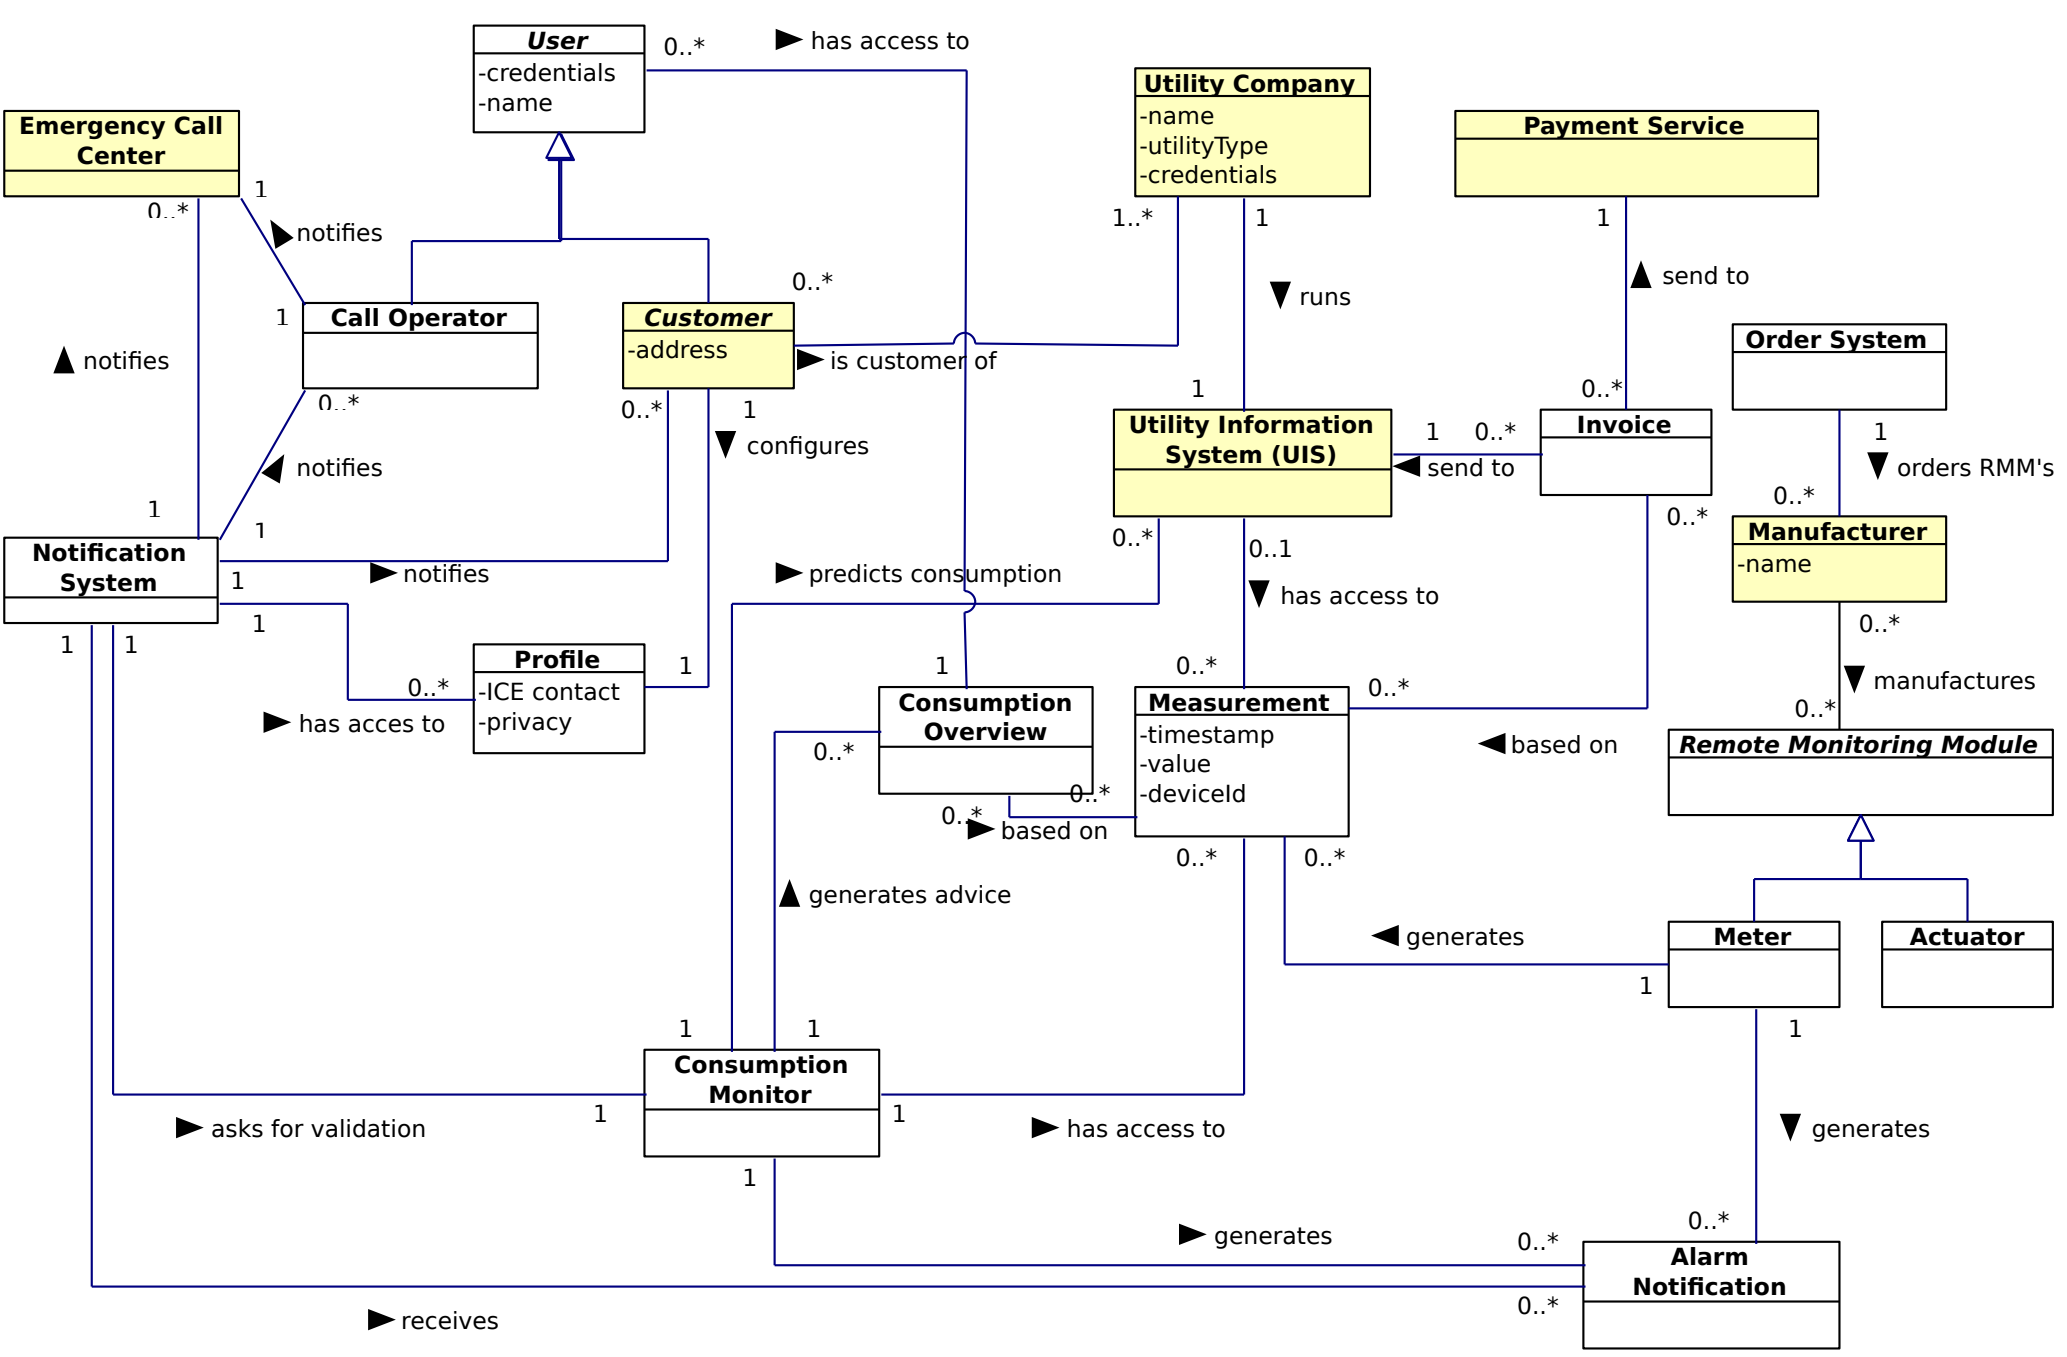 User
-credentials
-name
0..*
has access to
Utility Company
-name
-utilityType
-credentials
Emergency Call
Center
Payment Service
1
0..*
notifies
1..*
1
1
0..*
send to
runs
1
Call Operator
Customer
-address
Order System
notifies
is customer of
0..*
0..*
1
1
0..*
configures
Utility Information
System (UIS)
1
0..*
send to
Invoice
1
orders RMM's
notifies
0..*
1
1
0..*
0..*
Manufacturer
-name
Notification
System
0..1
notifies
1
predicts consumption
has access to
1
0..*
1
1
Profile
-ICE contact
-privacy
1
1
0..*
0..*
manufactures
0..*
0..*
has acces to
Consumption
Overview
Measurement
-timestamp
-value
-deviceId
based on
Remote Monitoring Module
0..*
0..*
0..*
based on
0..*
0..*
generates advice
generates
Meter
Actuator
1
1
1
1
Consumption
Monitor
1
1
asks for validation
has access to
generates
1
0..*
generates
0..*
Alarm
Notification
0..*
receives